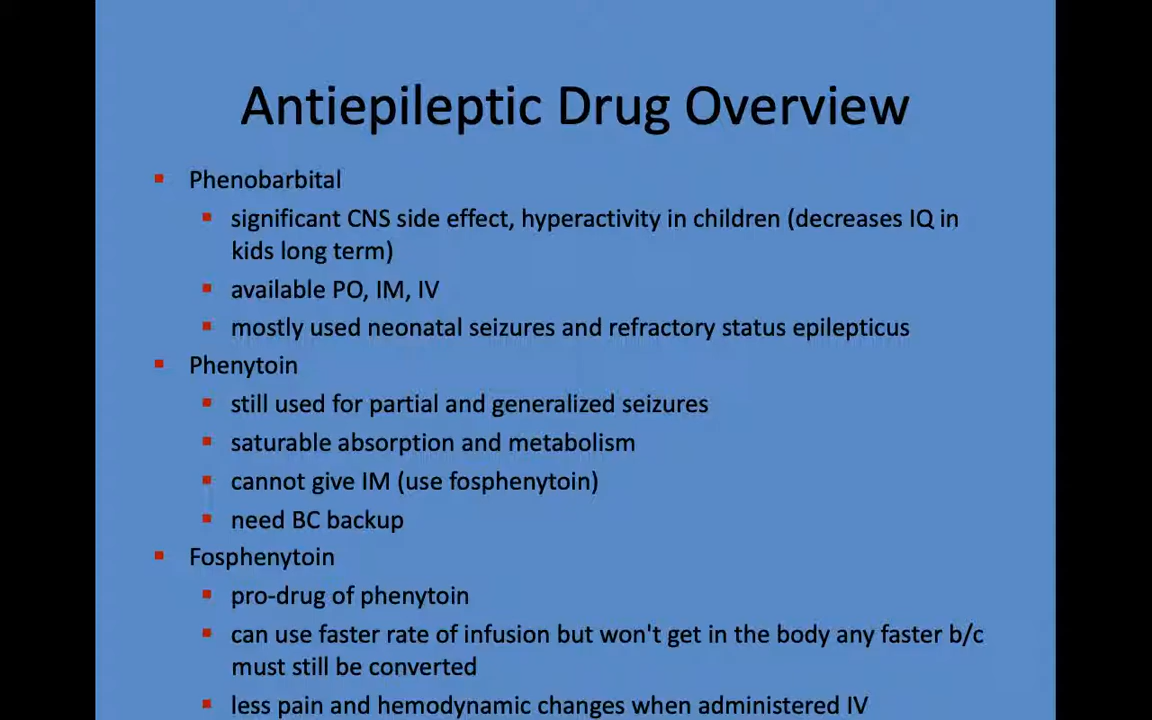 Antiepileptic Drug Overview
Phenobarbital
significant CNS side effect, hyperactivity in children (decreases IQ in
kids long term)
available PO, IM, IV
mostly used neonatal seizures and refractory status epilepticus
Phenytoin
still used for partial and generalized seizures
saturable absorption and metabolism
cannot give IM (use fosphenytoin)
need BC backup
Fosphenytoin
pro-drug of phenytoin
can use faster rate of infusion but won't get in the body any faster b/c
must still be converted
less pain and hemodynamic changes when administered IV